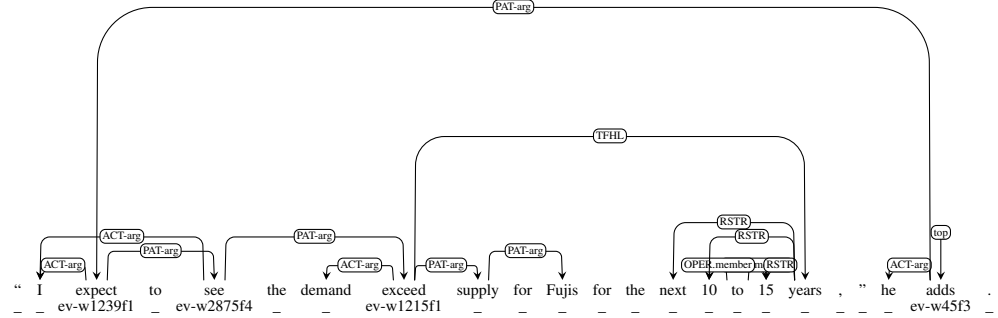 PAT-arg
TFHL
RSTR
ACT-arg PAT-arg RSTR top
PAT-arg
ACT-arg ACT-arg PAT-arg OPER.member RSTR ACT-arg
“ I expect to see the demand exceed supply for Fujis for the next 10 to 15 years , ” he adds .
_ _ ev-w1239f1 _ ev-w2875f4 _ _ ev-w1215f1 _ _ _ _ _ _ _ _ _ _ _ _ _ ev-w45f3 _